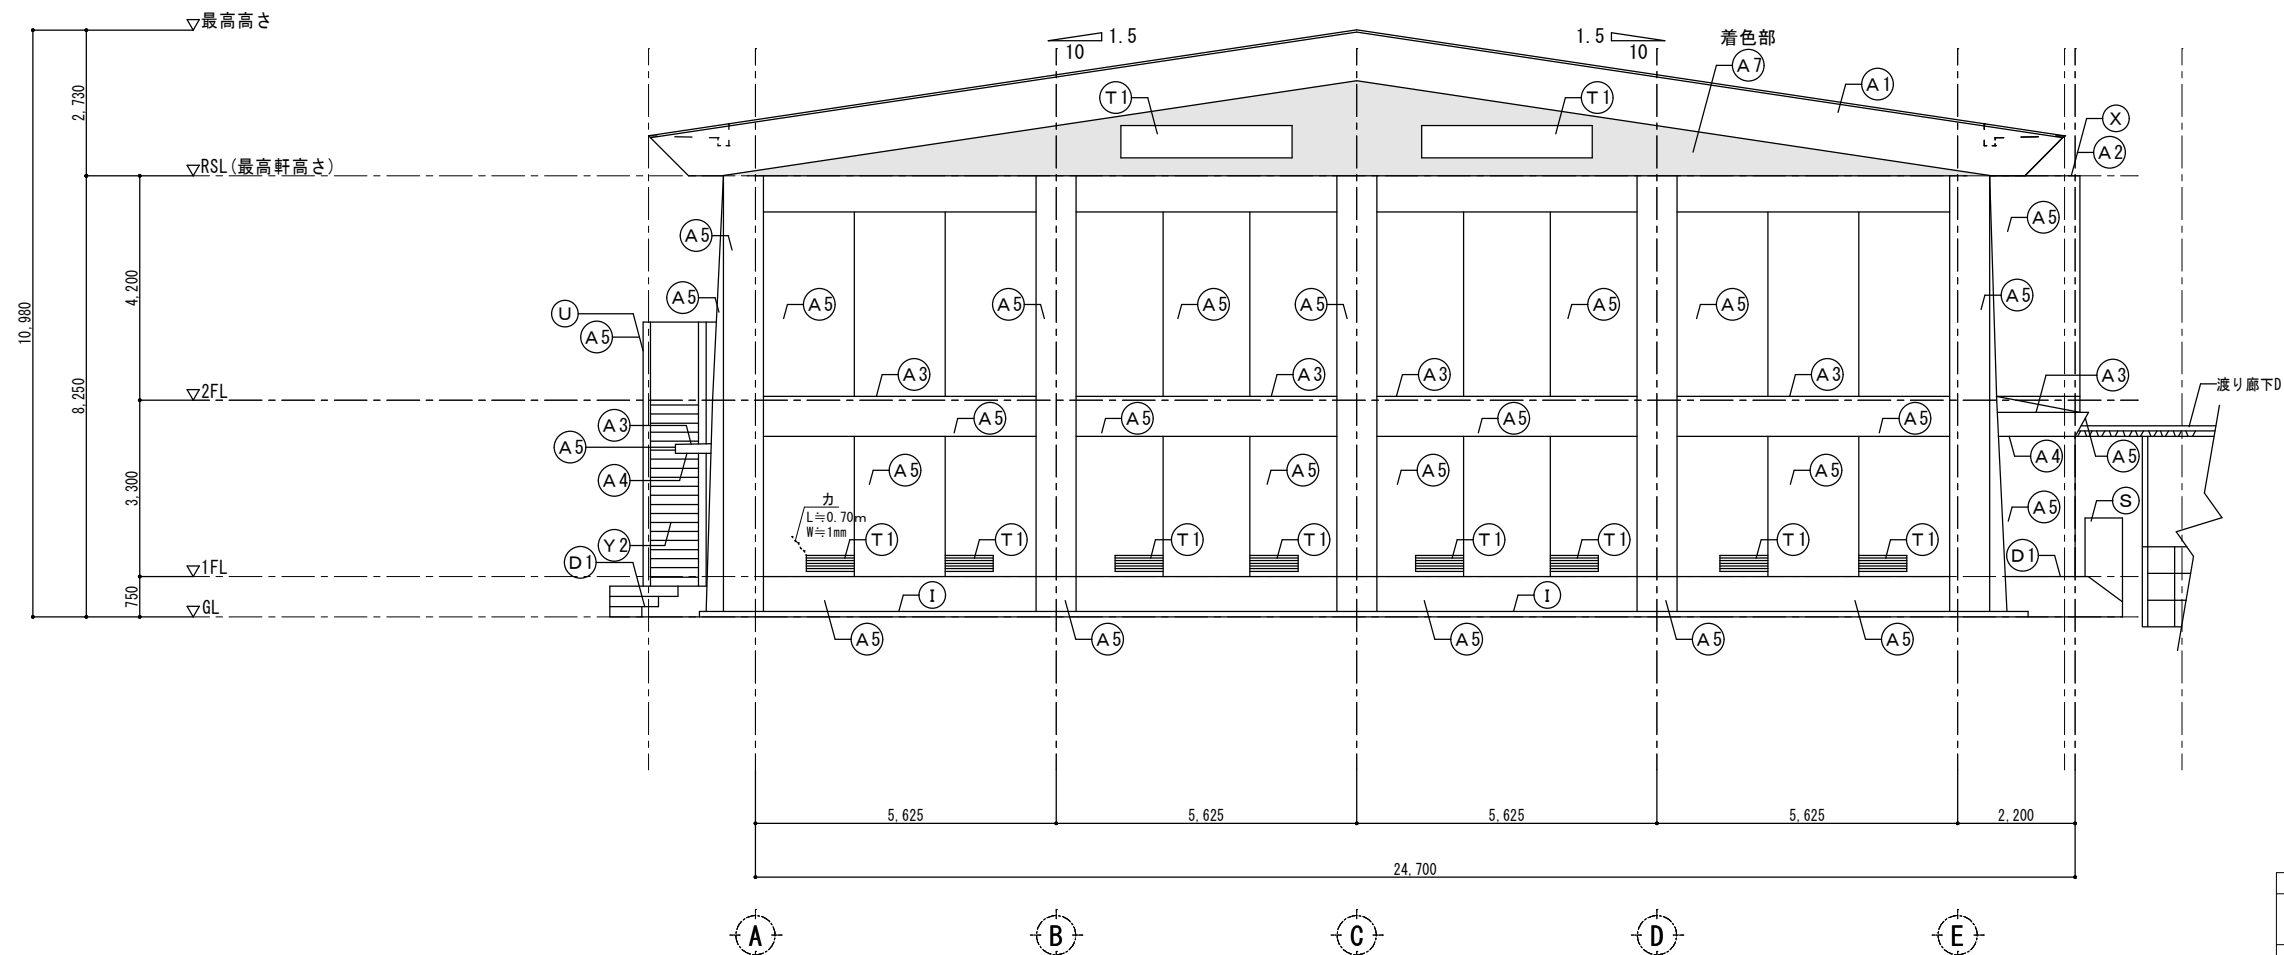 ▽最高高さ
1.5
10
1.5
10
着色部
A7
A1
T1
T1
X
A2
2,730
▽RSL(最高軒高さ)
A5
A5
A5
A5
A5
A5
A5
A5
A5
A5
A5
4,200
10,980
8,250
U
A5
A3
A3
A3
A3
A3
渡り廊下D
▽2FL
A3
A5
A4
A5
A5
A5
A5
A4
A5
A5
A5
A5
A5
A5
S
3,300
カ
L≒0.70m
W≒1mm
Y2
D1
T1
T1
T1
T1
T1
T1
T1
T1
D1
▽1FL
750
I
I
▽GL
A5
A5
A5
A5
A5
5,625
5,625
5,625
5,625
2,200
24,700
A
B
C
D
E